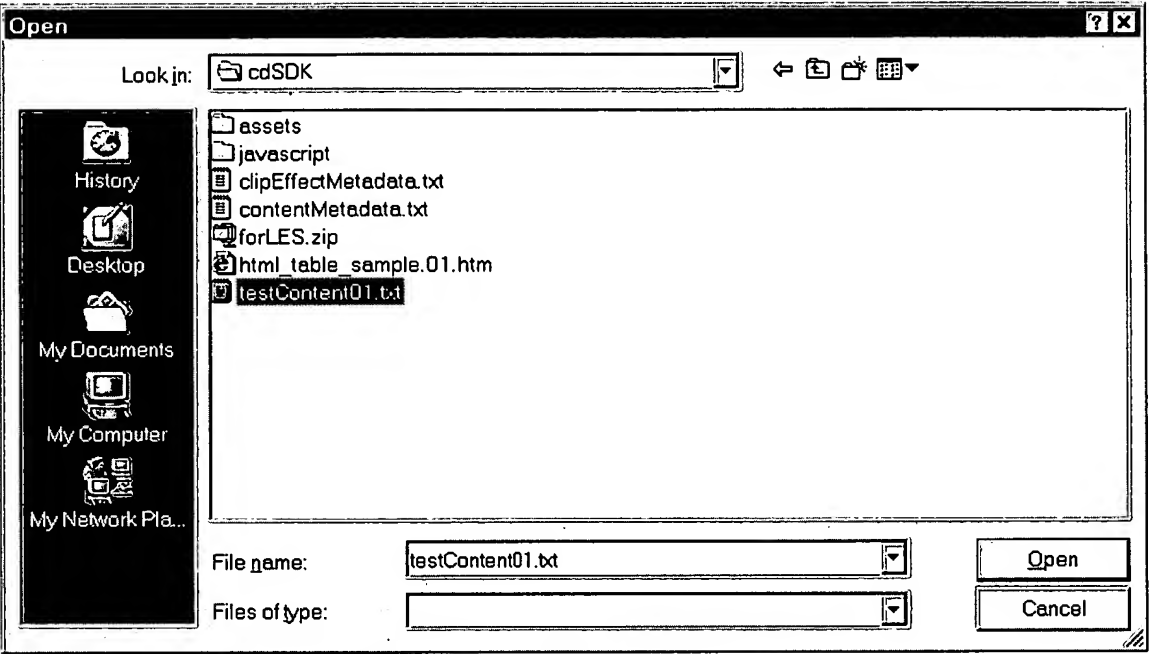 Open
Look in: cdSDK
History
Desktop
My Documents
My Computer
My Network Pla...
assets
javascript
clipEffectMetadata.txt
contentMetadata.txt
forLES.zip
html_table_sample.01.htm
testContent01.txt
File name: testContent01.txt
Open
Files of type:
Cancel